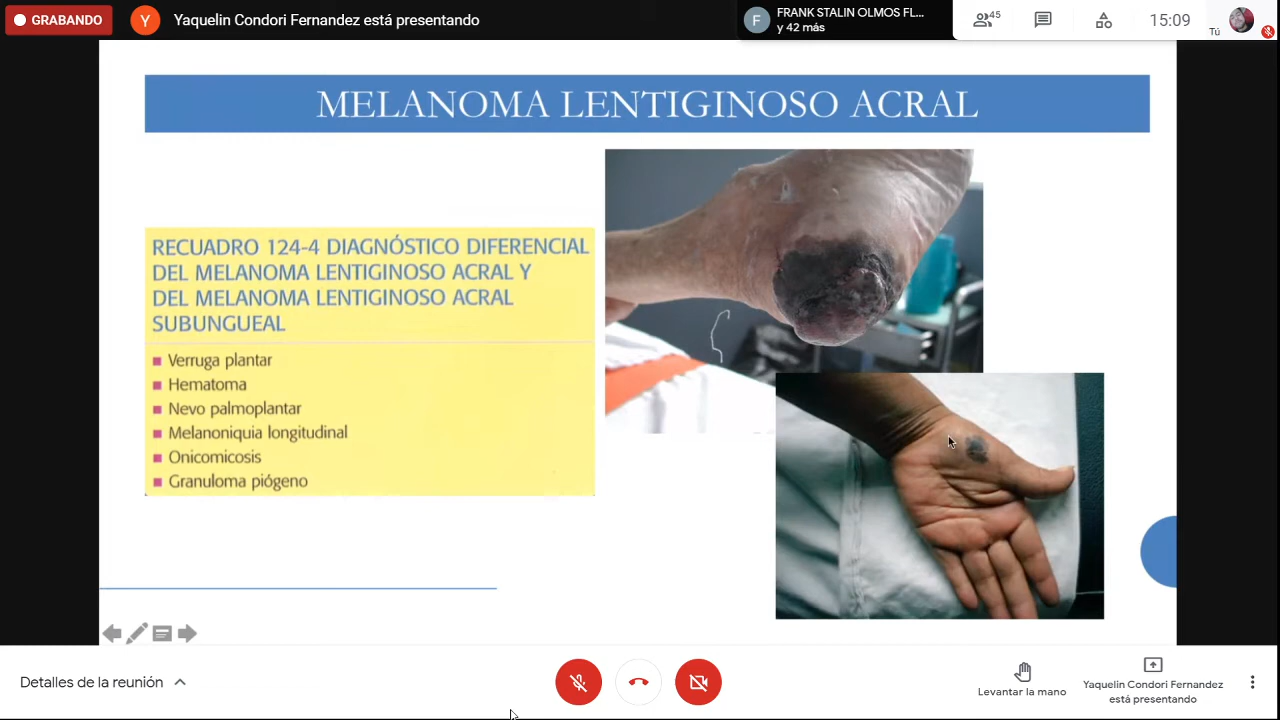 GRABANDO
Y
Yaquelin Condori Fernandez está presentando
F
FRANK STALIN OLMOS FL...
y 42 más
45
15:09
Tú
MELANOMA LENTIGINOSO ACRAL
RECUADRO 124-4 DIAGNÓSTICO DIFERENCIAL
DEL MELANOMA LENTIGINOSO ACRAL Y
DEL MELANOMA LENTIGINOSO ACRAL
SUBUNGUEAL
Verruga plantar
Hematoma
Nevo palmoplantar
Melanoniquia longitudinal
Onicomicosis
Granuloma piógeno
Detalles de la reunión
Levantar la mano
Yaquelin Condori Fernandez
está presentando